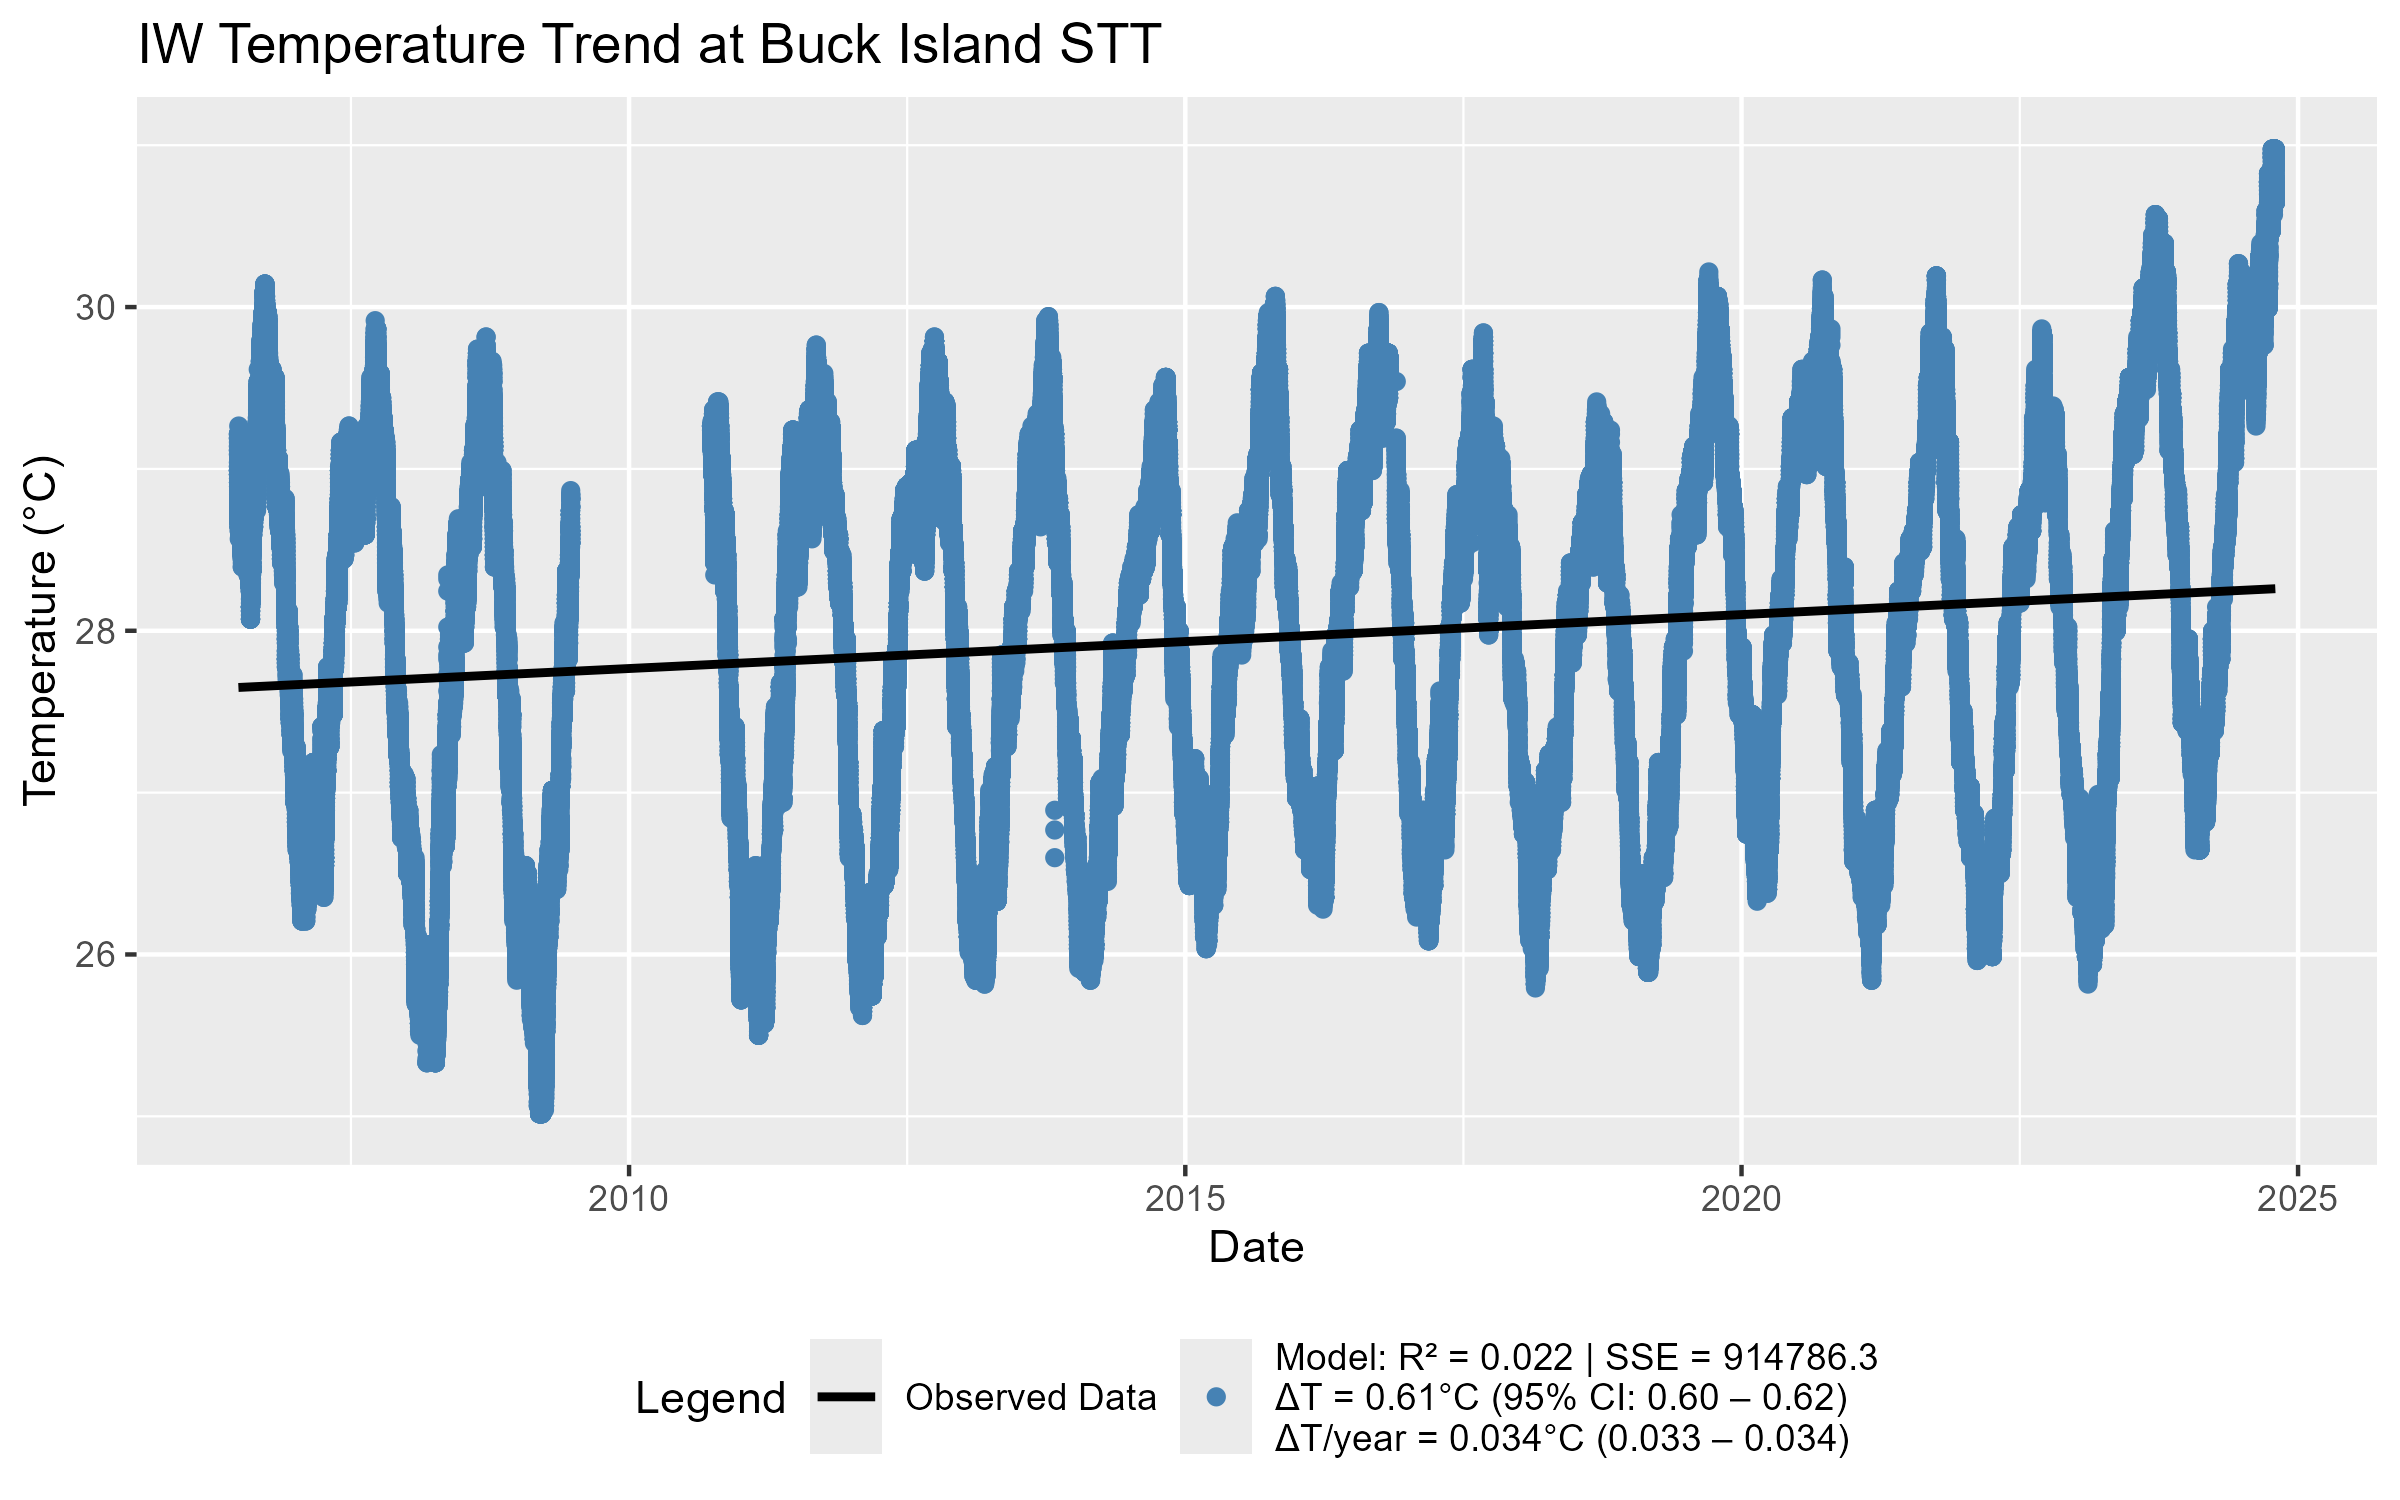 IW Temperature Trend at Buck Island STT
Temperature (°C)
30
28
26
2010 2015 2020 2025
Date
Legend
Observed Data
Model: R² = 0.022 | SSE = 914786.3
ΔT = 0.61°C (95% CI: 0.60 – 0.62)
ΔT/year = 0.034°C (0.033 – 0.034)